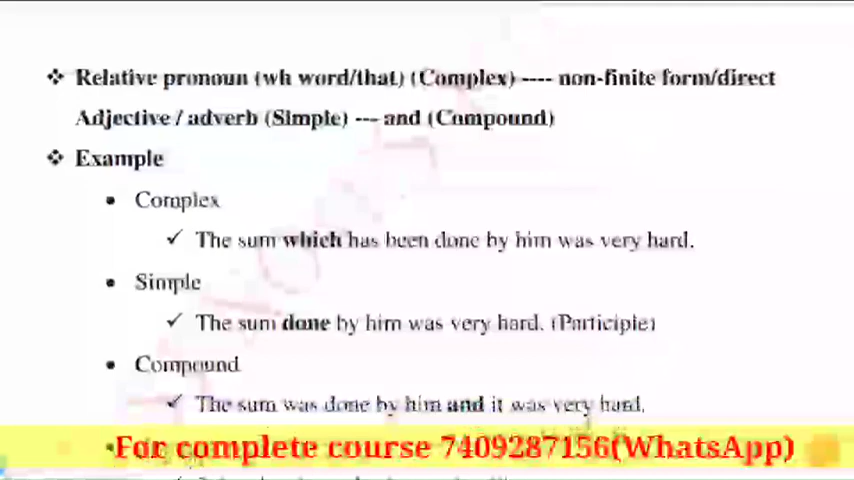 ❖ Relative pronoun (wh word/that) (Complex) ---- non-finite form/direct
Adjective / adverb (Simple) --- and (Compound)
❖ Example
• Complex
✓ The sum which has been done by him was very hard.
• Simple
✓ The sum done by him was very hard. (Participle)
• Compound
✓ The sum was done by him and it was very hard.
For complete course 7409287156(WhatsApp)